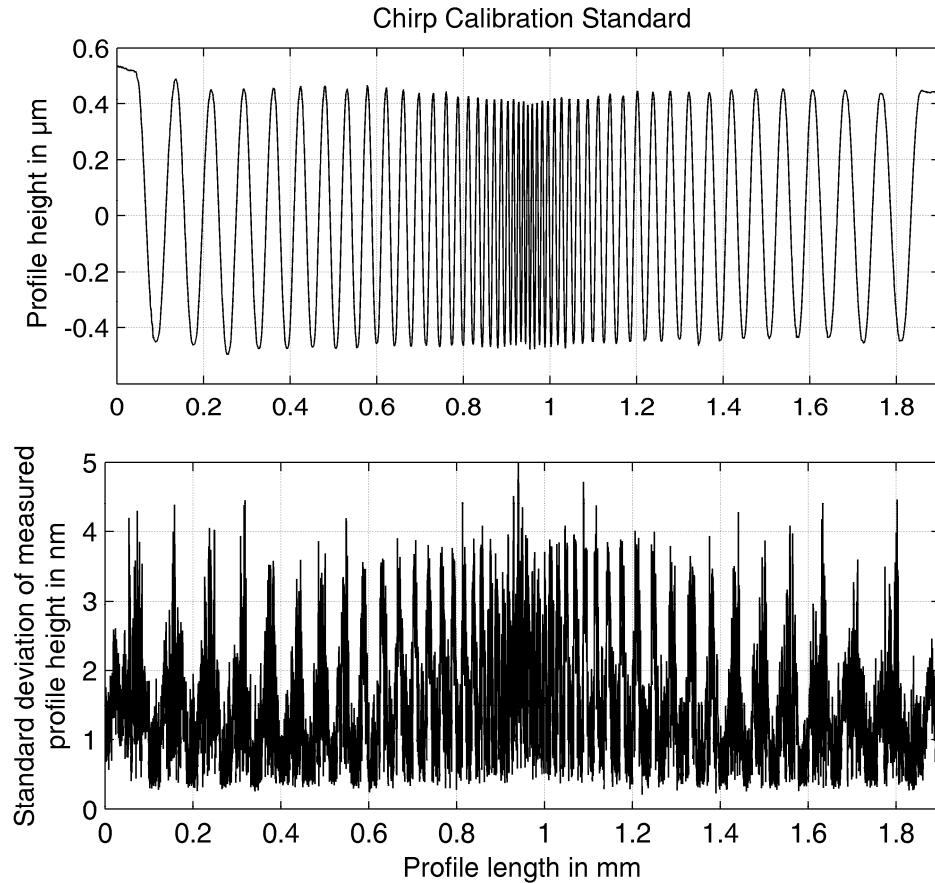 Chirp Calibration Standard
Profile height in µm
0.6
0.4
0.2
0
-0.2
-0.4
0 0.2 0.4 0.6 0.8 1 1.2 1.4 1.6 1.8
Standard deviation of measured
profile height in nm
5
4
3
2
1
0
0 0.2 0.4 0.6 0.8 1 1.2 1.4 1.6 1.8
Profile length in mm